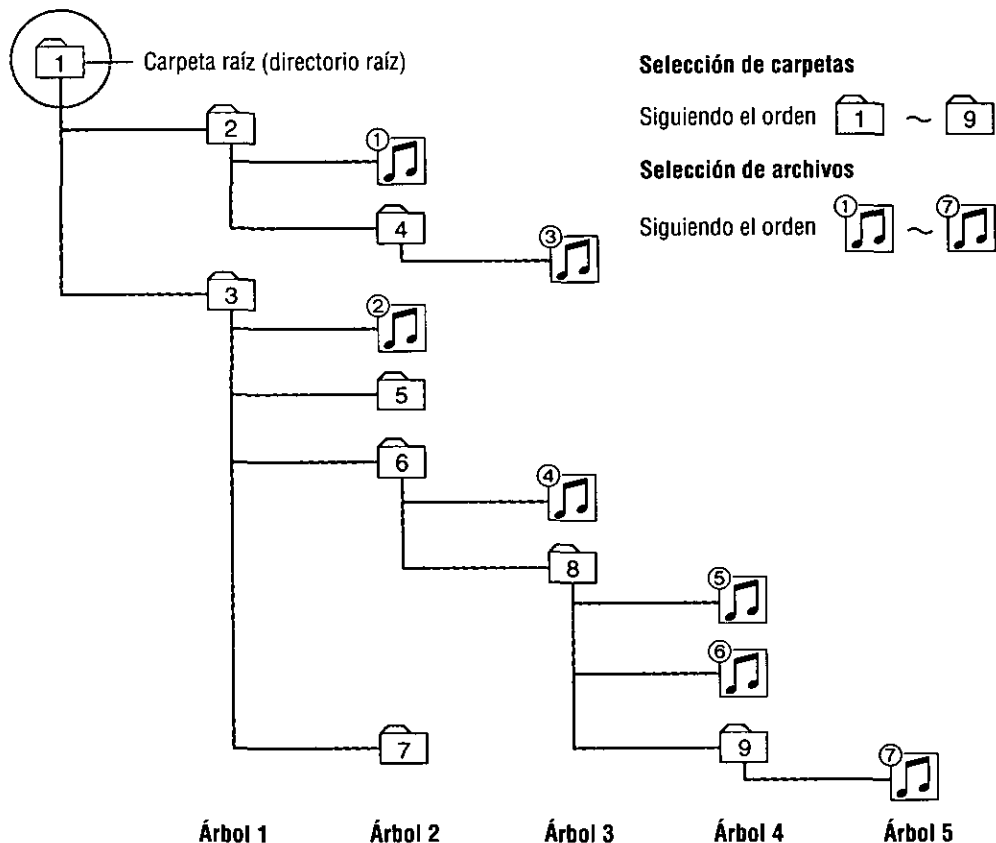 1 Carpeta raíz (directorio raíz)
Selección de carpetas
Siguiendo el orden 1 ~ 9
Selección de archivos
Siguiendo el orden ① ~ ⑦
2
①
4
③
3
②
5
6
④
8
⑤
⑥
7
9
⑦
Árbol 1 Árbol 2 Árbol 3 Árbol 4 Árbol 5